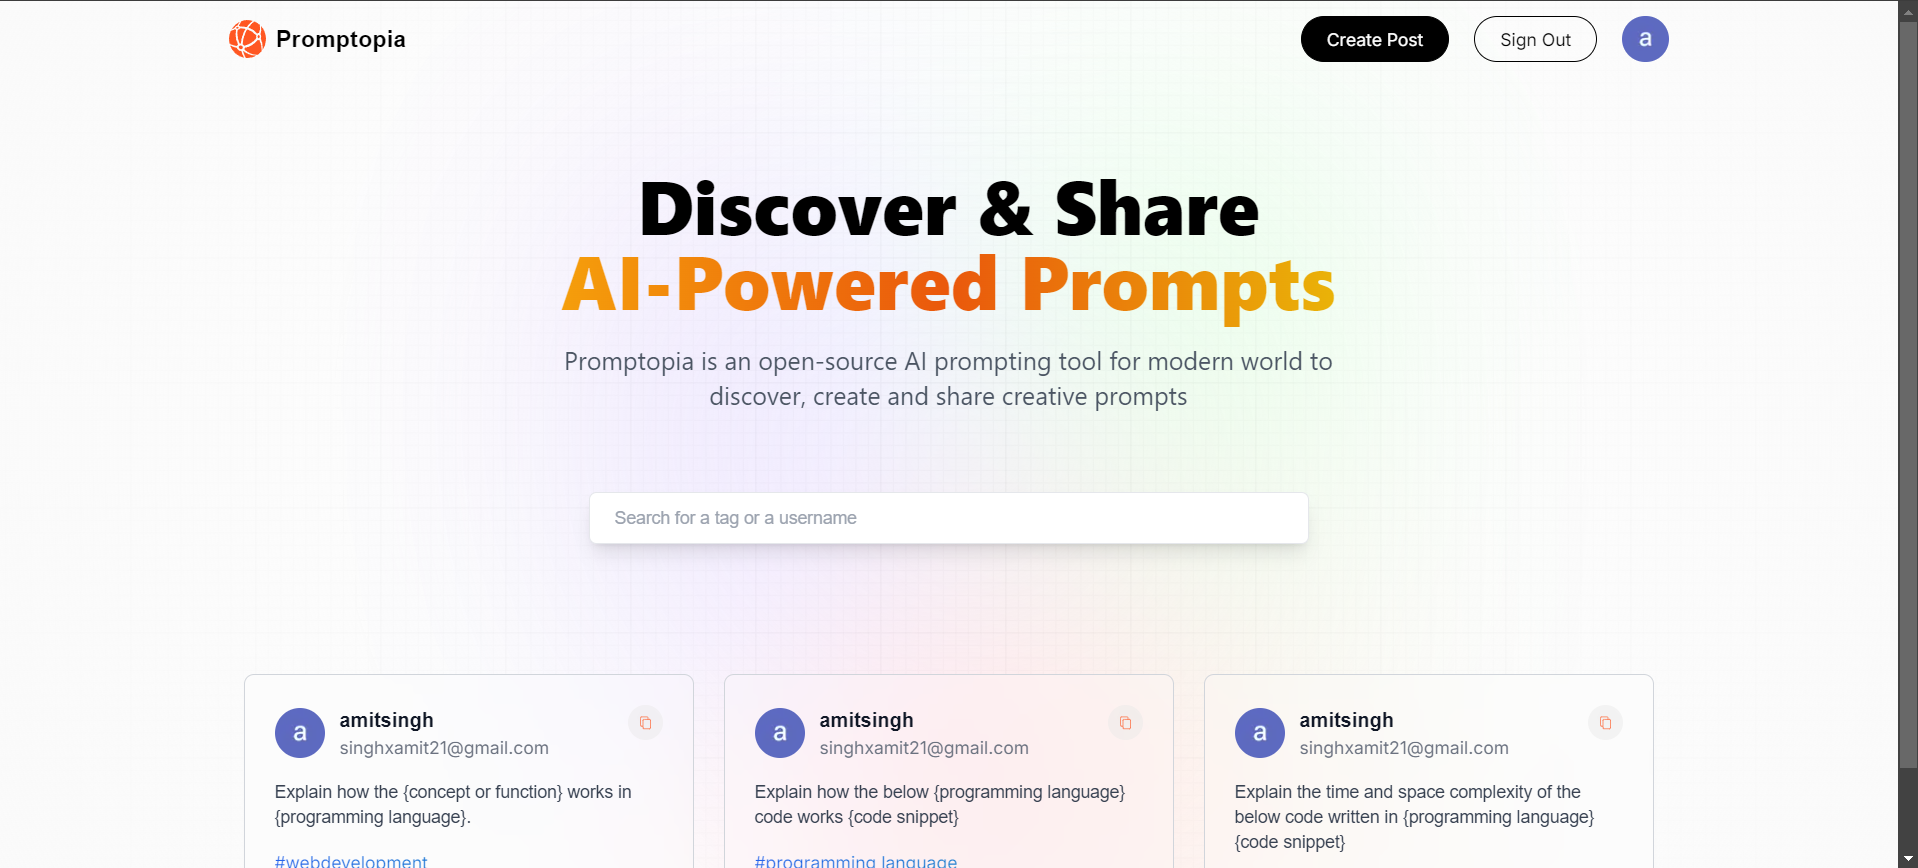 Promptopia
Create Post
Sign Out
a
Discover & Share
AI-Powered Prompts
Promptopia is an open-source AI prompting tool for modern world to
discover, create and share creative prompts
Search for a tag or a username
a
amitsingh
singhxamit21@gmail.com
Explain how the {concept or function} works in
{programming language}.
#webdevelopment
a
amitsingh
singhxamit21@gmail.com
Explain how the below {programming language}
code works {code snippet}
#programming language
a
amitsingh
singhxamit21@gmail.com
Explain the time and space complexity of the
below code written in {programming language}
{code snippet}